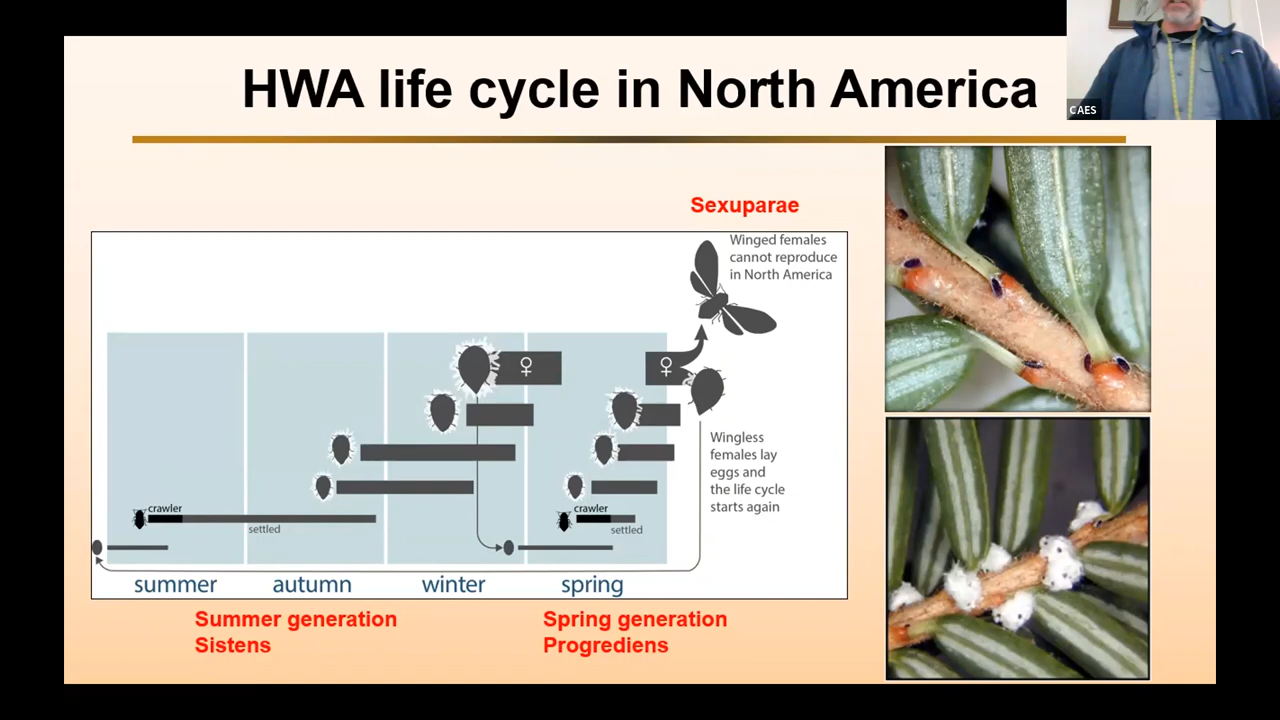 HWA life cycle in North America
CAES
Sexuparae
Winged females
cannot reproduce
in North America
♀
♀
Wingless
females lay
eggs and
the life cycle
starts again
crawler
settled
crawler
settled
summer
autumn
winter
spring
Summer generation
Sistens
Spring generation
Progrediens